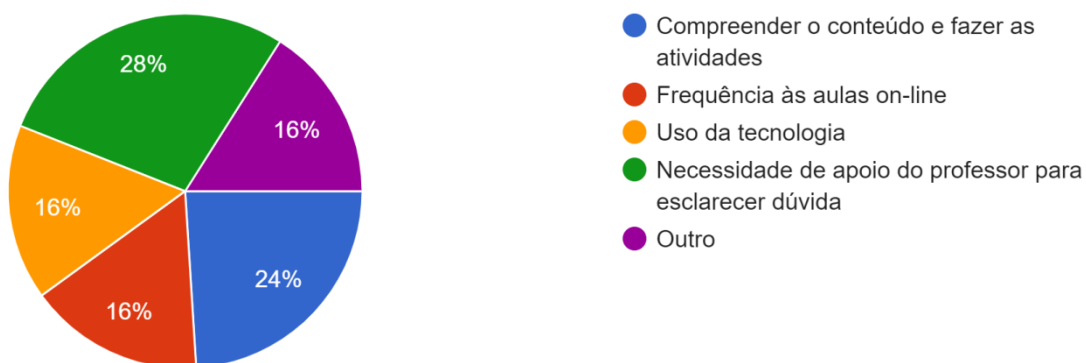 28%
16%
16%
16%
24%
Compreender o conteúdo e fazer as
atividades
Frequência às aulas on-line
Uso da tecnologia
Necessidade de apoio do professor para
esclarecer dúvida
Outro